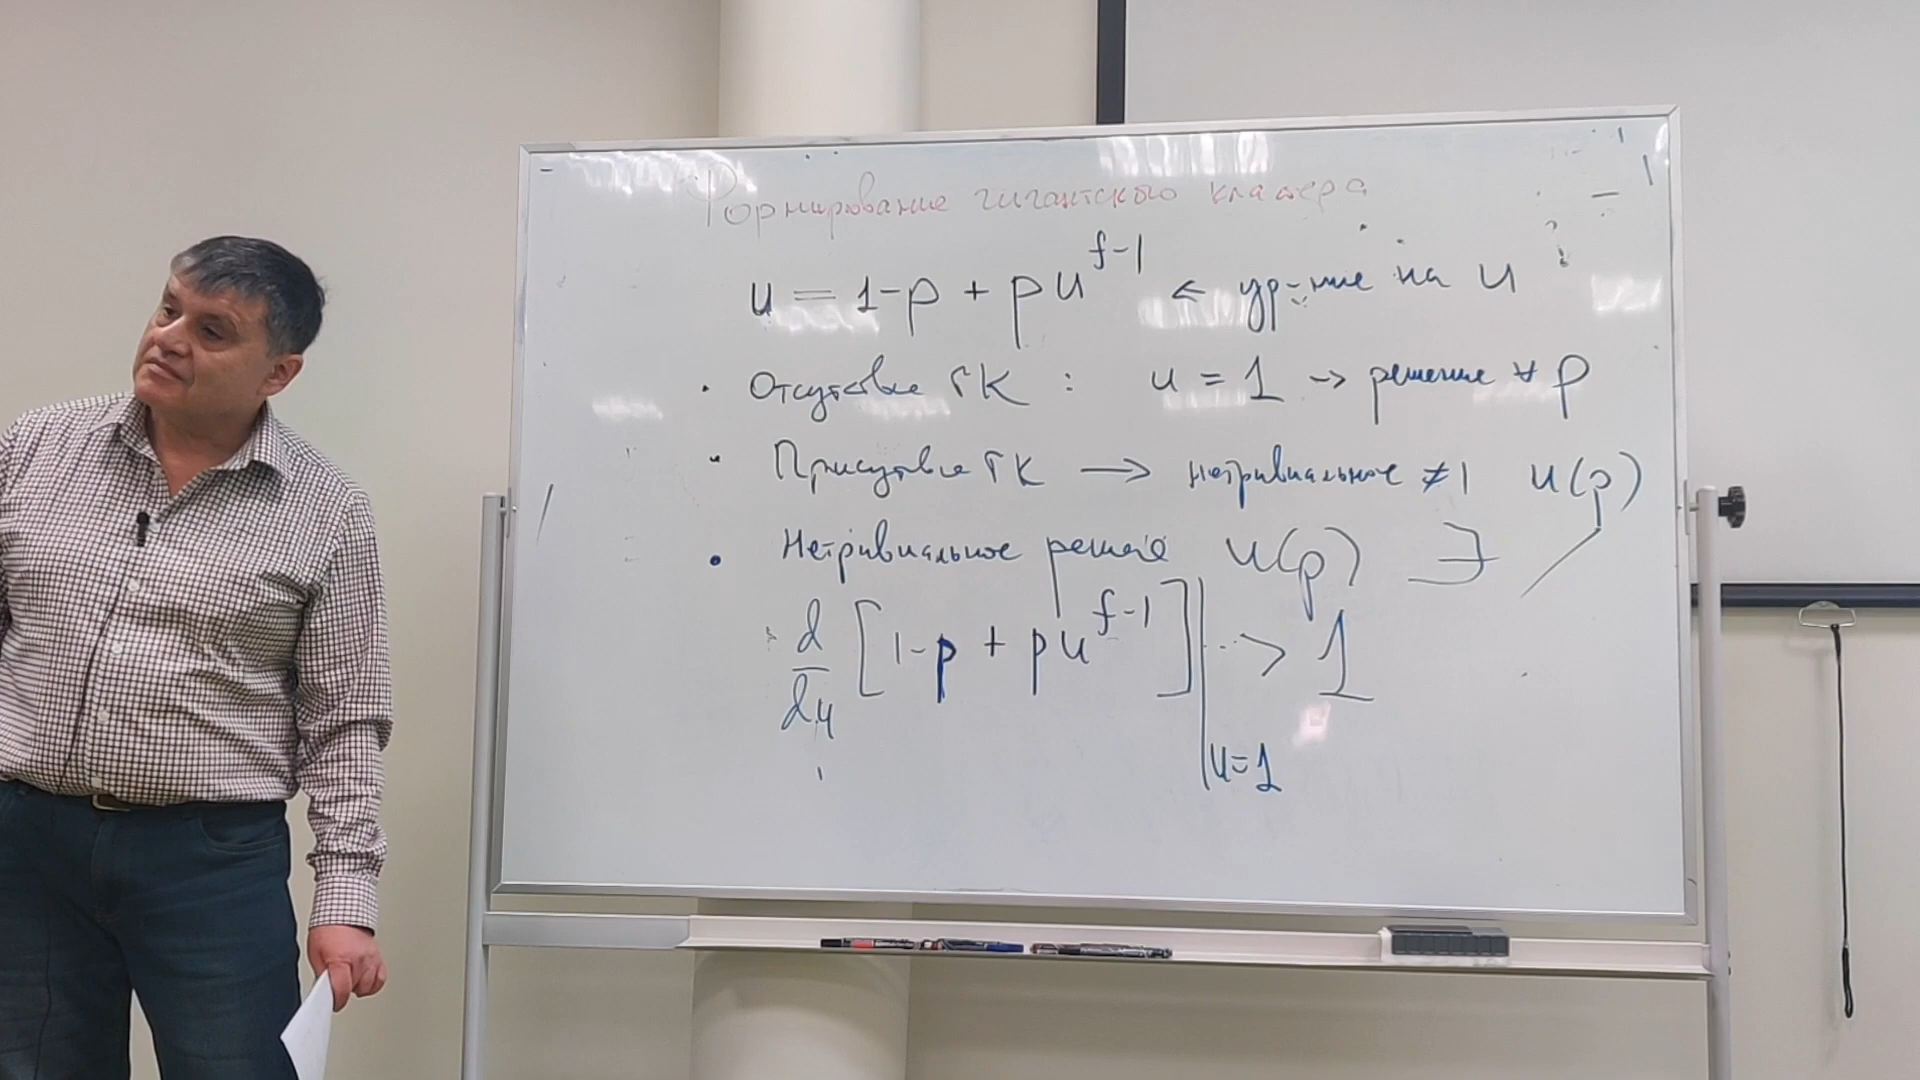 Формирование гигантского кластера
u = 1-p + pu^{f-1} ← ур-ние на u
• Отсутствие ГК : u = 1 → решение ∀ p
• Присутствие ГК → нетривиальное ≠1 u(p)
• Нетривиальное решение u(p) ∃
d/du [1-p + pu^{f-1}]|_{u=1} > 1